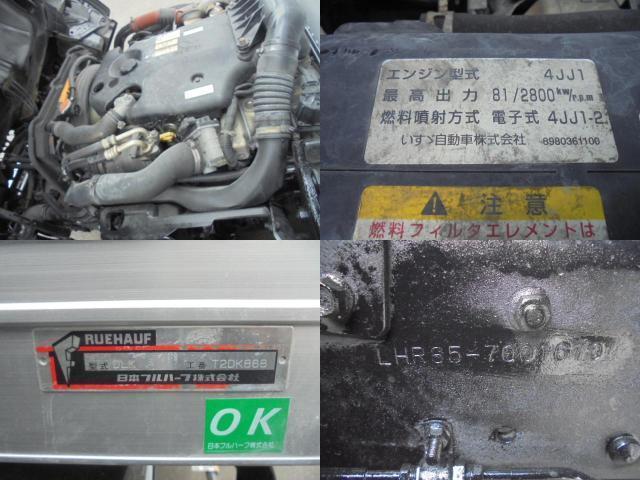 エンジン型式 4JJ1
最高出力 81/2800 kw/r.p.m
燃料噴射方式 電子式 4JJ1-2
いすゞ自動車株式会社 8980361100
注意
燃料フィルタエレメントは
RUEHAUF
型式 工番 T2DK868
日本フルハーフ株式会社
OK
日本フルハーフ株式会社